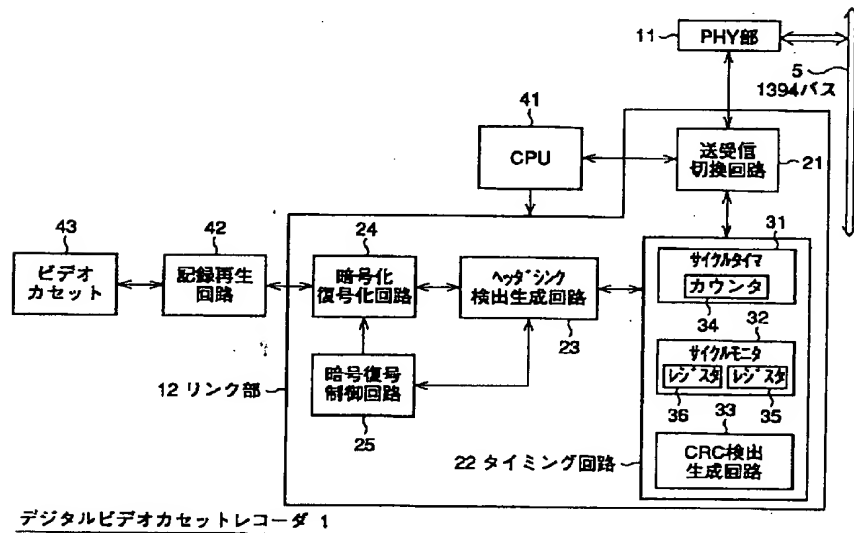 11
PHY部
5
1394バス
41
CPU
送受信
切換回路
21
43
ビデオ
カセット
42
記録再生
回路
24
暗号化
復号化回路
ヘッダシンク
検出生成回路
23
31
サイクルタイマ
カウンタ
34
32
サイクルモニタ
レジスタ
レジスタ
36
35
12 リンク部
暗号復号
制御回路
25
33
CRC検出
生成回路
22 タイミング回路
デジタルビデオカセットレコーダ 1